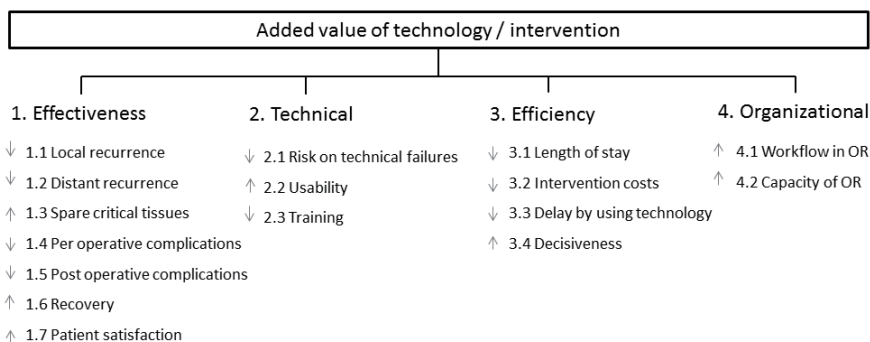 Added value of technology / intervention
1. Effectiveness
↓ 1.1 Local recurrence
↓ 1.2 Distant recurrence
↑ 1.3 Spare critical tissues
↓ 1.4 Per operative complications
↓ 1.5 Post operative complications
↑ 1.6 Recovery
↑ 1.7 Patient satisfaction
2. Technical
↓ 2.1 Risk on technical failures
↑ 2.2 Usability
↓ 2.3 Training
3. Efficiency
↓ 3.1 Length of stay
↓ 3.2 Intervention costs
↓ 3.3 Delay by using technology
↑ 3.4 Decisiveness
4. Organizational
↑ 4.1 Workflow in OR
↑ 4.2 Capacity of OR